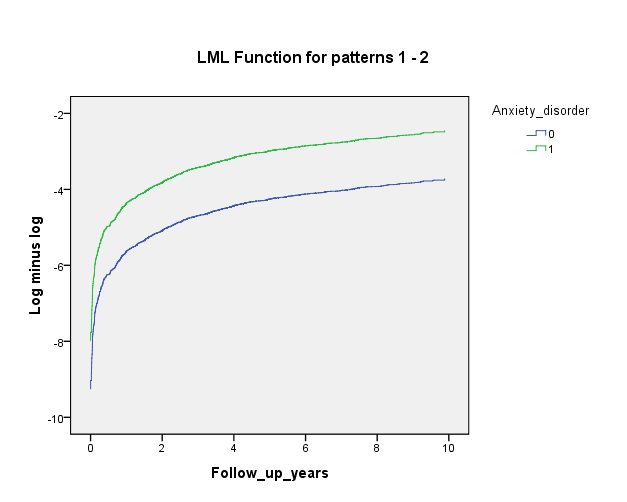 LML Function for patterns 1 - 2
Log minus log
-2
-4
-6
-8
-10
0 2 4 6 8 10
Follow_up_years
Anxiety_disorder
0
1